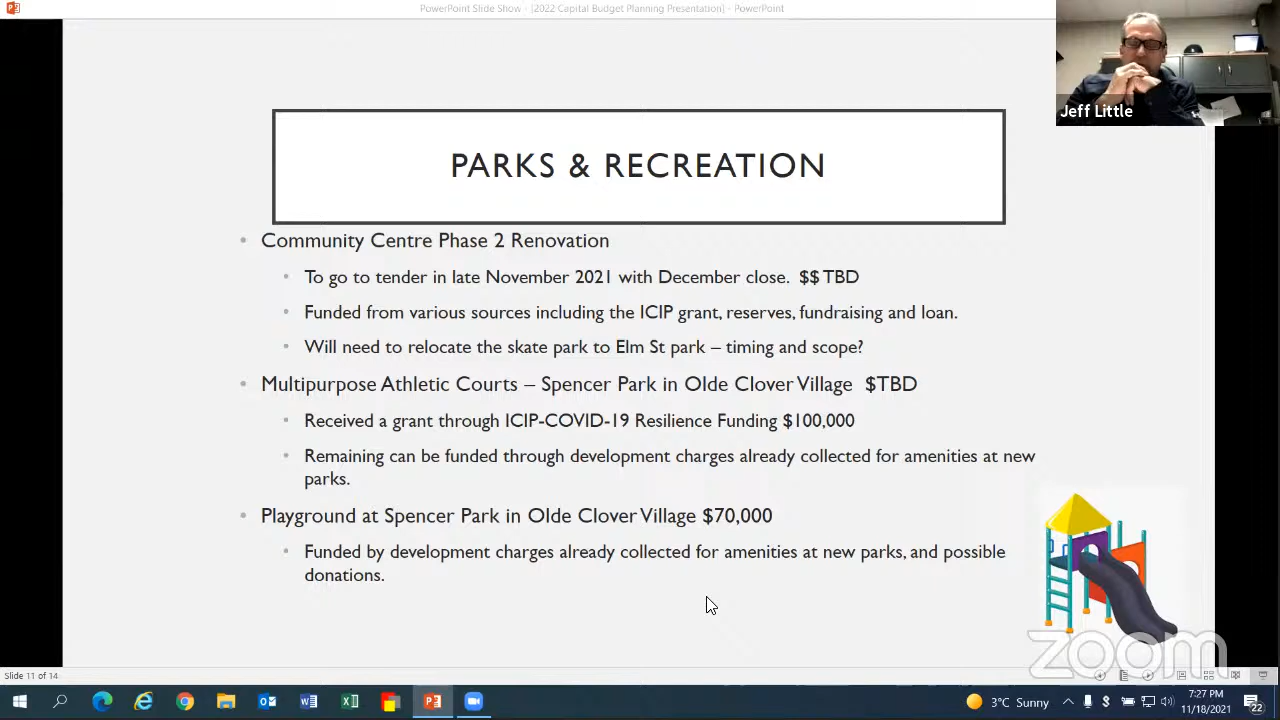 PowerPoint Slide Show - [2022 Capital Budget Planning Presentation] - PowerPoint
Jeff Little
PARKS & RECREATION
• Community Centre Phase 2 Renovation
• To go to tender in late November 2021 with December close. $$ TBD
• Funded from various sources including the ICIP grant, reserves, fundraising and loan.
• Will need to relocate the skate park to Elm St park – timing and scope?
• Multipurpose Athletic Courts – Spencer Park in Olde Clover Village $TBD
• Received a grant through ICIP-COVID-19 Resilience Funding $100,000
• Remaining can be funded through development charges already collected for amenities at new
parks.
• Playground at Spencer Park in Olde Clover Village $70,000
• Funded by development charges already collected for amenities at new parks, and possible
donations.
zoom
Slide 11 of 14
3°C Sunny
7:27 PM
11/18/2021
22